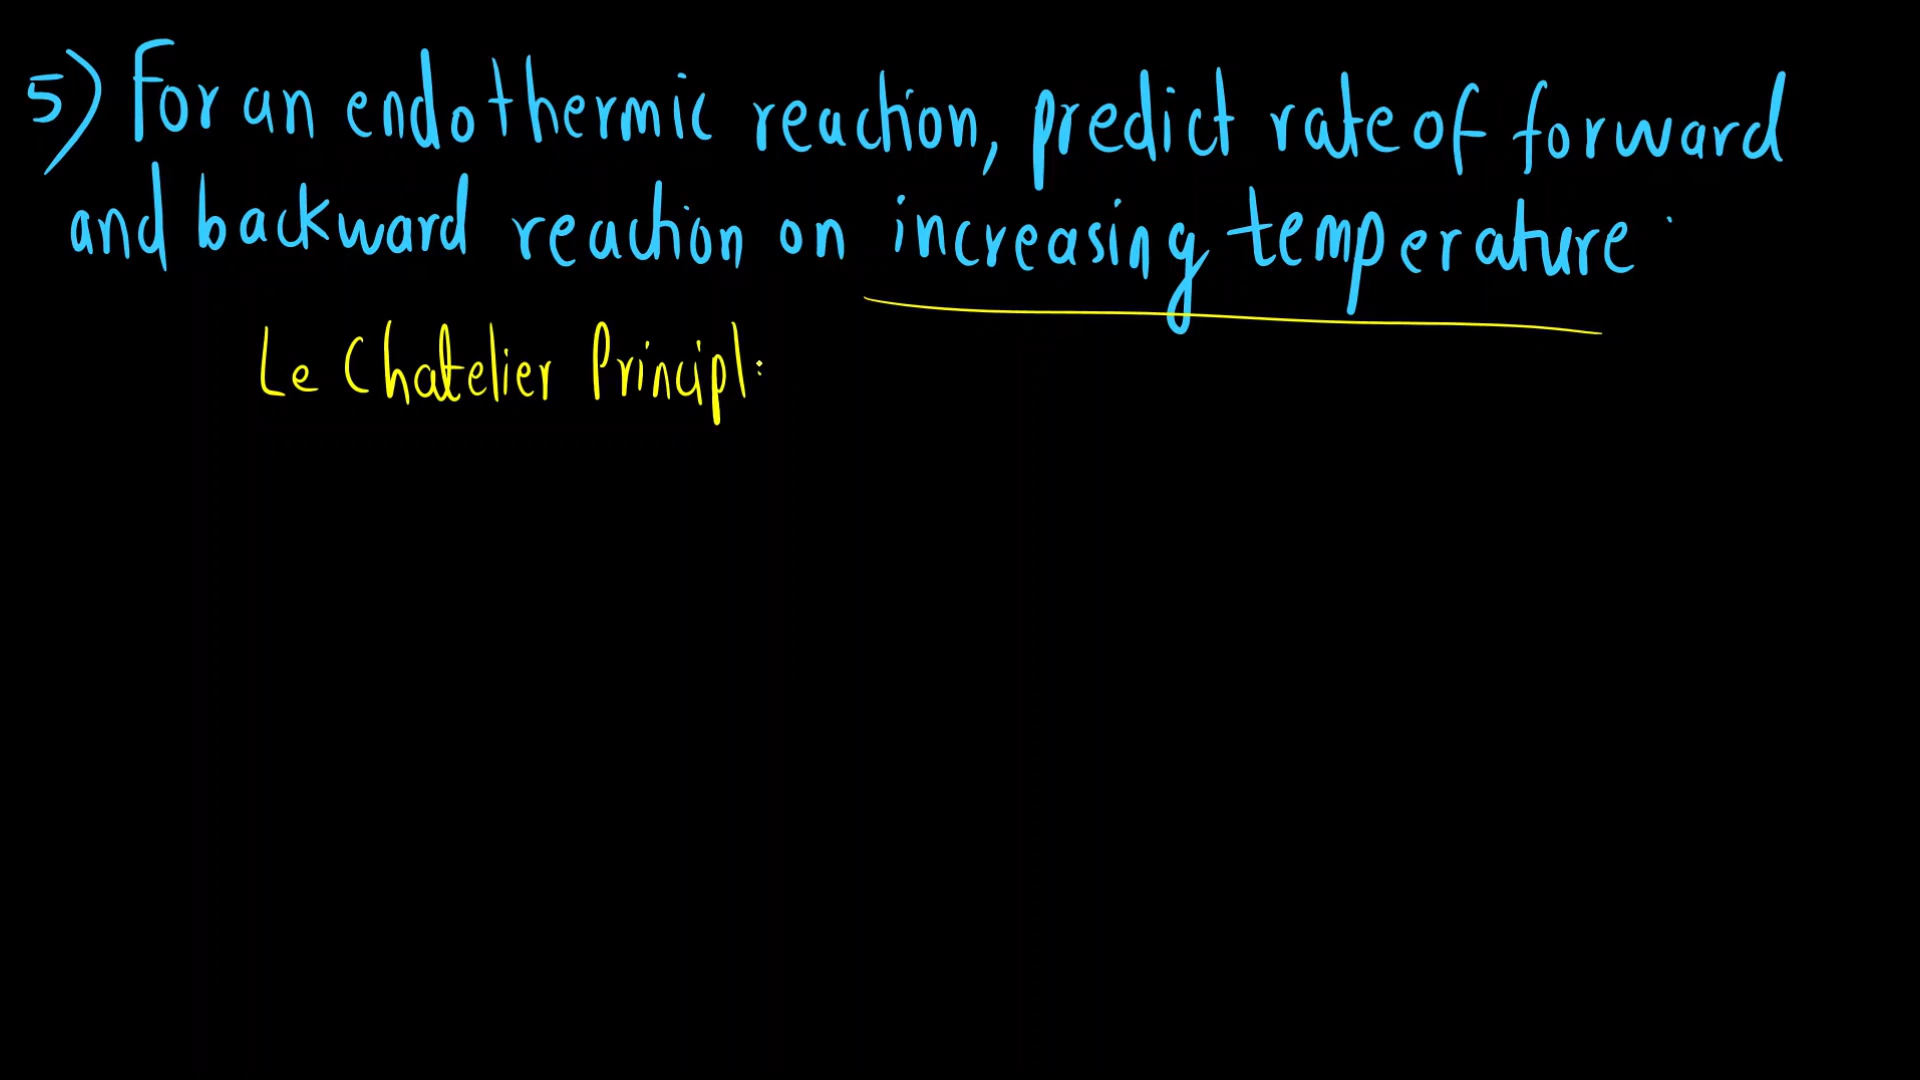 5) For an endothermic reaction, predict rate of forward
and backward reaction on increasing temperature.
Le Chatelier Principl